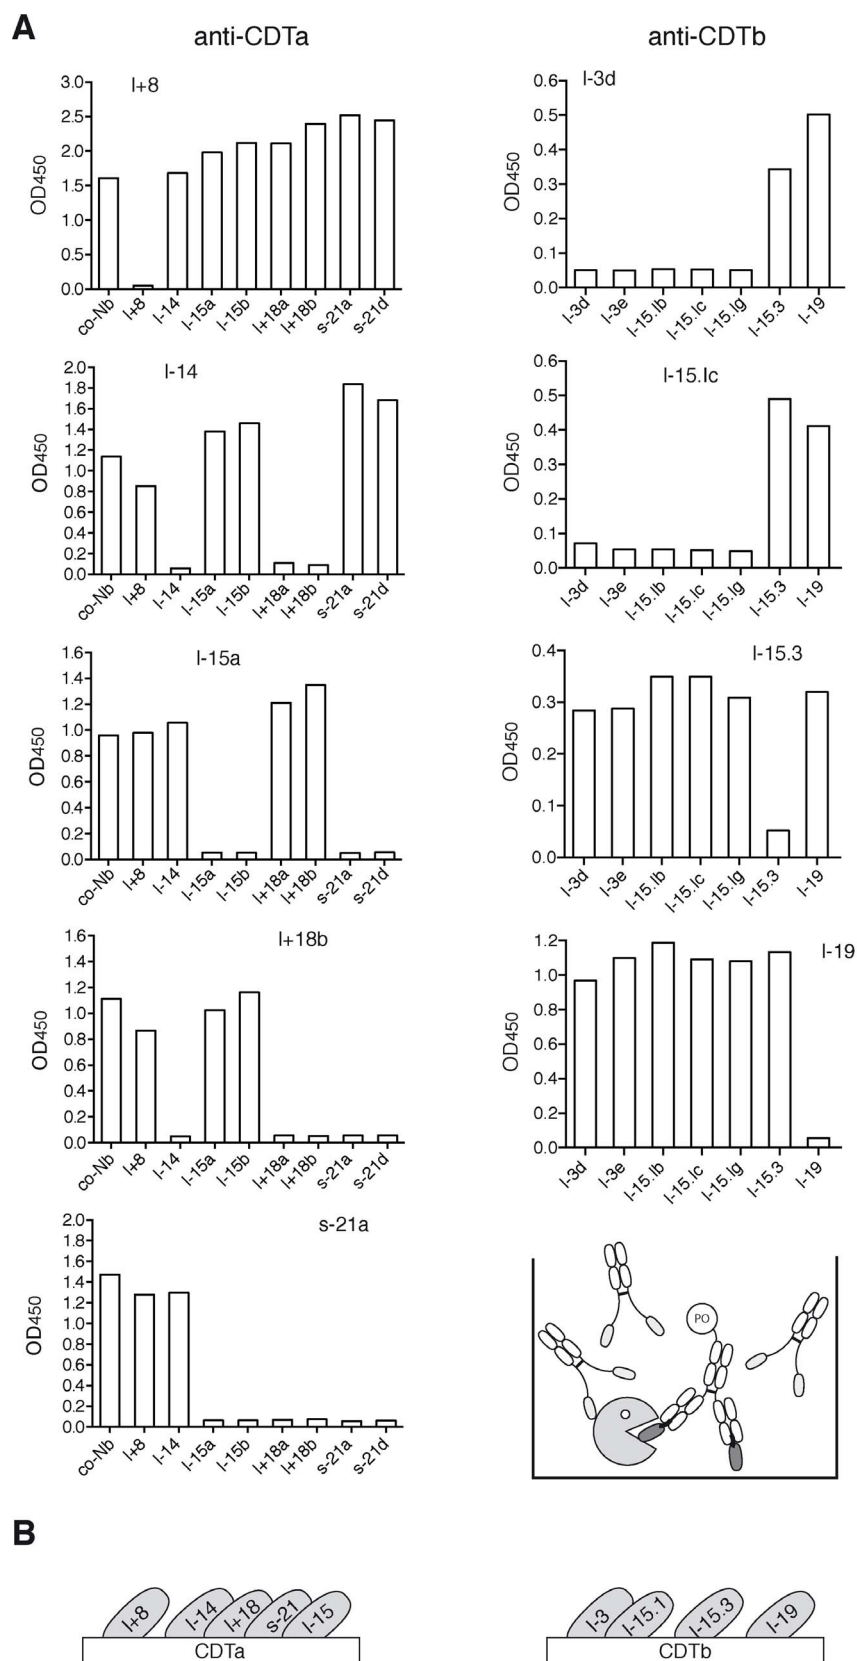 A
anti-CDTa
l+8
OD450
3.0
2.5
2.0
1.5
1.0
0.5
0.0
co-Nb l+8 l-14 l-15a l-15b l+18a l+18b s-21a s-21d
l-14
OD450
2.0
1.8
1.6
1.4
1.2
1.0
0.8
0.6
0.4
0.2
0.0
co-Nb l+8 l-14 l-15a l-15b l+18a l+18b s-21a s-21d
l-15a
OD450
1.6
1.4
1.2
1.0
0.8
0.6
0.4
0.2
0.0
co-Nb l+8 l-14 l-15a l-15b l+18a l+18b s-21a s-21d
l+18b
OD450
1.6
1.4
1.2
1.0
0.8
0.6
0.4
0.2
0.0
co-Nb l+8 l-14 l-15a l-15b l+18a l+18b s-21a s-21d
s-21a
OD450
2.0
1.8
1.6
1.4
1.2
1.0
0.8
0.6
0.4
0.2
0.0
co-Nb l+8 l-14 l-15a l-15b l+18a l+18b s-21a s-21d
anti-CDTb
l-3d
OD450
0.6
0.5
0.4
0.3
0.2
0.1
0.0
l-3d l-3e l-15.lb l-15.lc l-15.lg l-15.3 l-19
l-15.lc
OD450
0.6
0.5
0.4
0.3
0.2
0.1
0.0
l-3d l-3e l-15.lb l-15.lc l-15.lg l-15.3 l-19
l-15.3
OD450
0.4
0.3
0.2
0.1
0.0
l-3d l-3e l-15.lb l-15.lc l-15.lg l-15.3 l-19
l-19
OD450
1.2
1.0
0.8
0.6
0.4
0.2
0.0
l-3d l-3e l-15.lb l-15.lc l-15.lg l-15.3 l-19
PO
B
l+8 l-14 l+18 s-21 l-15
CDTa
l-3 l-15.1 l-15.3 l-19
CDTb